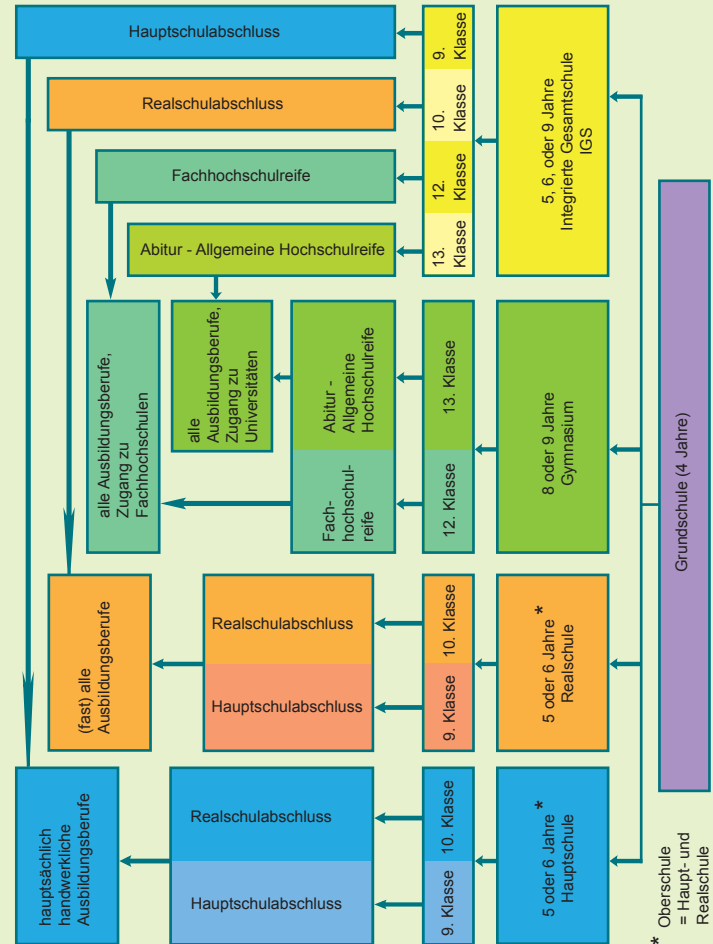 Hauptschulabschluss
Realschulabschluss
Fachhochschulreife
Abitur - Allgemeine Hochschulreife
9.
Klasse
10.
Klasse
12.
Klasse
13.
Klasse
5, 6, oder 9 Jahre
Integrierte Gesamtschule
IGS
alle Ausbildungsberufe,
Zugang zu
Fachhochschulen
alle
Ausbildungsberufe,
Zugang zu
Universitäten
Abitur -
Allgemeine
Hochschulreife
Fach-
hochschul-
reife
13. Klasse
12. Klasse
8 oder 9 Jahre
Gymnasium
(fast) alle
Ausbildungsberufe
Realschulabschluss
Hauptschulabschluss
10. Klasse
9. Klasse
5 oder 6 Jahre *
Realschule
hauptsächlich
handwerkliche
Ausbildungsberufe
Realschulabschluss
Hauptschulabschluss
10. Klasse
9. Klasse
5 oder 6 Jahre *
Hauptschule
Grundschule (4 Jahre)
* Oberschule
= Haupt- und
Realschule